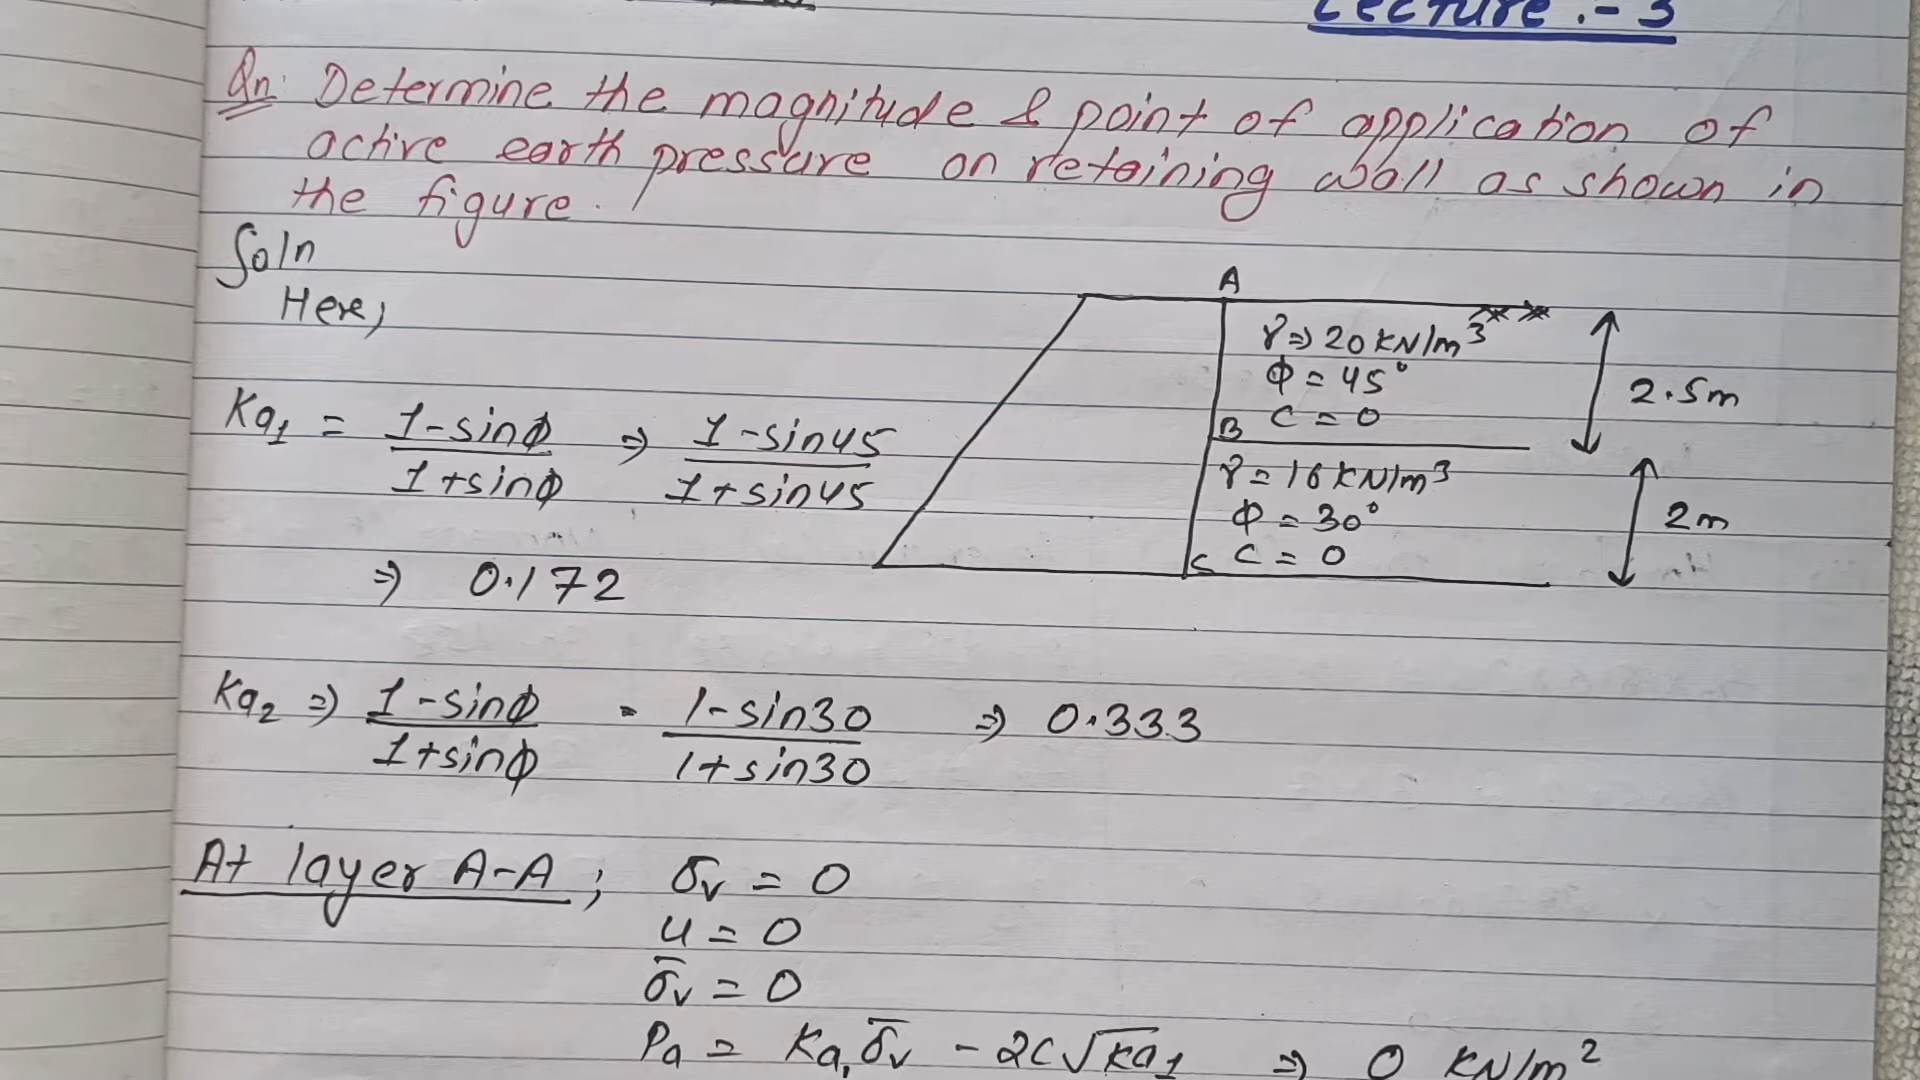 Lecture :- 3
Qn: Determine the magnitude & point of application of
active earth pressure on retaining wall as shown in
the figure.
Soln
Here,
A
γ ⇒ 20 KN/m³
Φ = 45°
C = 0
2.5m
B
γ = 16 KN/m³
Φ = 30°
C = 0
2m
C
Ka₁ = (1-sinΦ)/(1+sinΦ) ⇒ (1-sin45)/(1+sin45)
⇒ 0.172
Ka₂ ⇒ (1-sinΦ)/(1+sinΦ) = (1-sin30)/(1+sin30) ⇒ 0.333
At layer A-A ; σv = 0
u = 0
σ̄v = 0
Pa = Ka₁ σ̄v - 2C√Ka₁ ⇒ 0 KN/m²